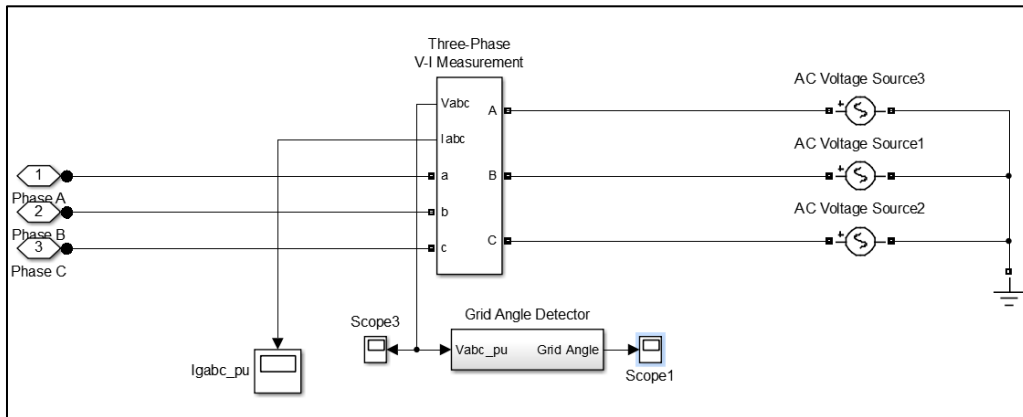 Three-Phase
V-I Measurement
AC Voltage Source3
Vabc
A
Iabc
AC Voltage Source1
1
a
B
Phase A
2
b
AC Voltage Source2
Phase B
3
c
C
Phase C
Scope3
Grid Angle Detector
Vabc_pu
Grid Angle
Igabc_pu
Scope1
+
+
+